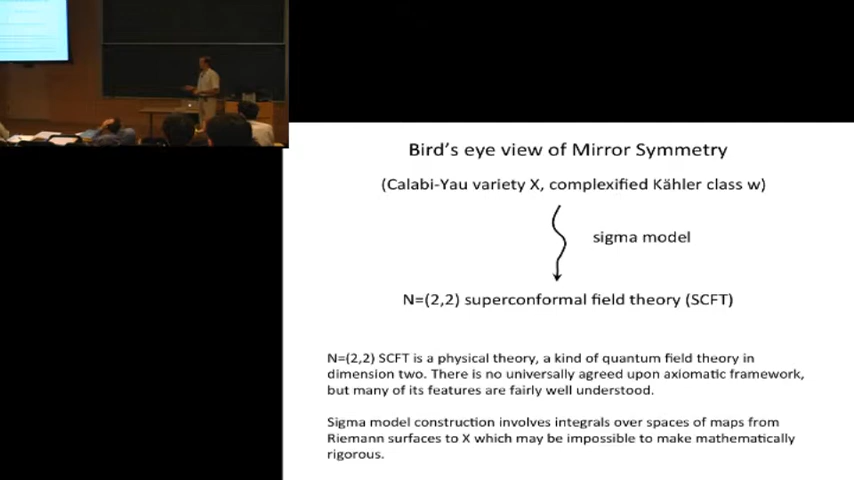 Bird's eye view of Mirror Symmetry
(Calabi-Yau variety X, complexified Kähler class w)
sigma model
N=(2,2) superconformal field theory (SCFT)
N=(2,2) SCFT is a physical theory, a kind of quantum field theory in
dimension two. There is no universally agreed upon axiomatic framework,
but many of its features are fairly well understood.
Sigma model construction involves integrals over spaces of maps from
Riemann surfaces to X which may be impossible to make mathematically
rigorous.